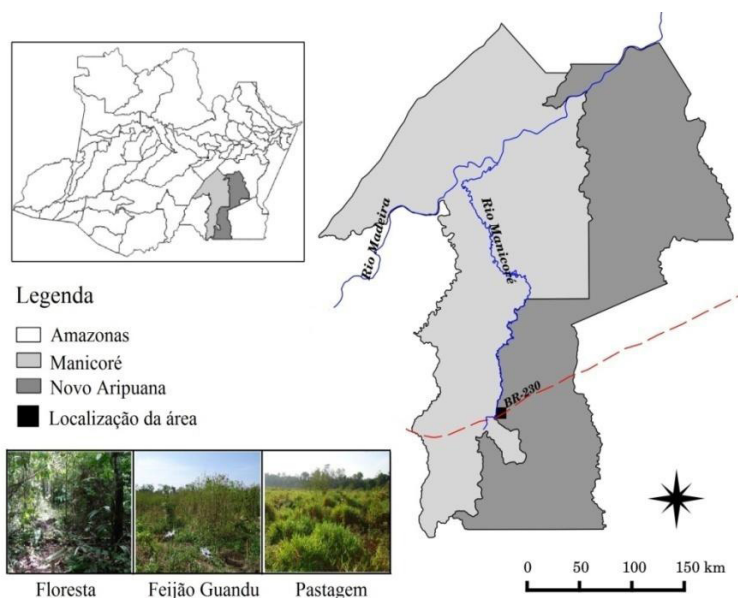 Legenda
Amazonas
Manicoré
Novo Aripuana
Localização da área
Floresta
Feijão Guandu
Pastagem
Rio Madeira
Rio Manicoré
BR-230
0 50 100 150 km